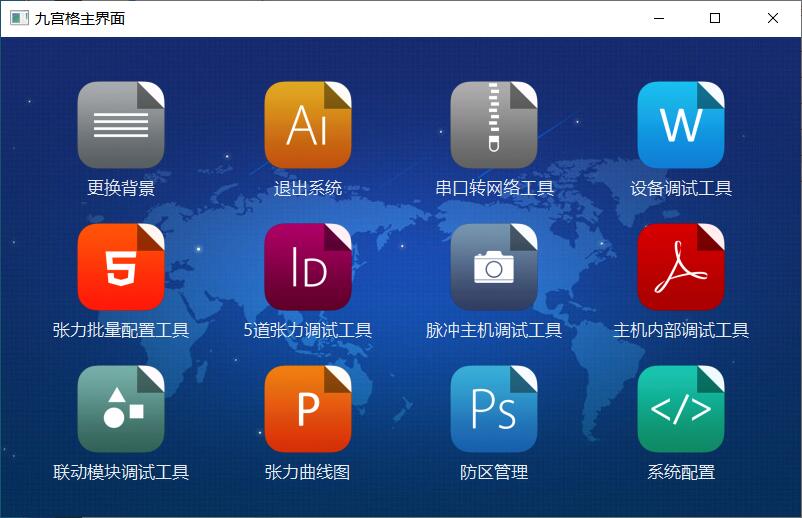 九宫格主界面
Ai W
更换背景 退出系统 串口转网络工具 设备调试工具
5 ID
张力批量配置工具 5道张力调试工具 脉冲主机调试工具 主机内部调试工具
P Ps </>
联动模块调试工具 张力曲线图 防区管理 系统配置